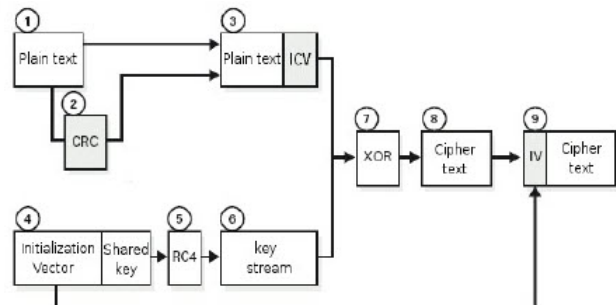 1
Plain text
2
CRC
3
Plain text ICV
4
Initialization
Vector
Shared
key
5
RC4
6
key
stream
7
XOR
8
Cipher
text
9
IV
Cipher
text